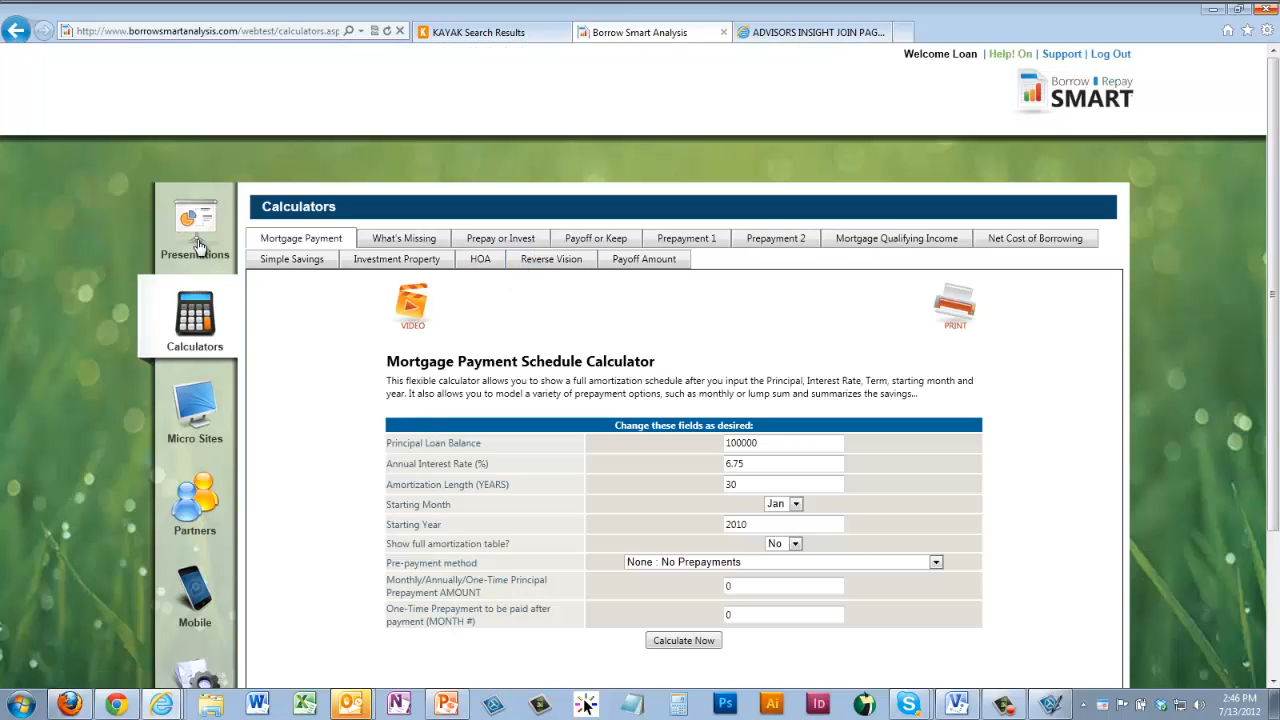 http://www.borrowsmartanalysis.com/webtest/calculators.asp
KAYAK Search Results
Borrow Smart Analysis
ADVISORS INSIGHT JOIN PAG...
Welcome Loan | Help! On | Support | Log Out
Borrow Repay
SMART
Presentations
Calculators
Micro Sites
Partners
Mobile
Calculators
Mortgage Payment
What's Missing
Prepay or Invest
Payoff or Keep
Prepayment 1
Prepayment 2
Mortgage Qualifying Income
Net Cost of Borrowing
Simple Savings
Investment Property
HOA
Reverse Vision
Payoff Amount
VIDEO
PRINT
Mortgage Payment Schedule Calculator
This flexible calculator allows you to show a full amortization schedule after you input the Principal, Interest Rate, Term, starting month and
year. It also allows you to model a variety of prepayment options, such as monthly or lump sum and summarizes the savings...
Change these fields as desired:
Principal Loan Balance 100000
Annual Interest Rate (%) 6.75
Amortization Length (YEARS) 30
Starting Month Jan
Starting Year 2010
Show full amortization table? No
Pre-payment method None : No Prepayments
Monthly/Annually/One-Time Principal
Prepayment AMOUNT 0
One-Time Prepayment to be paid after
payment (MONTH #) 0
Calculate Now
2:46 PM
7/13/2012